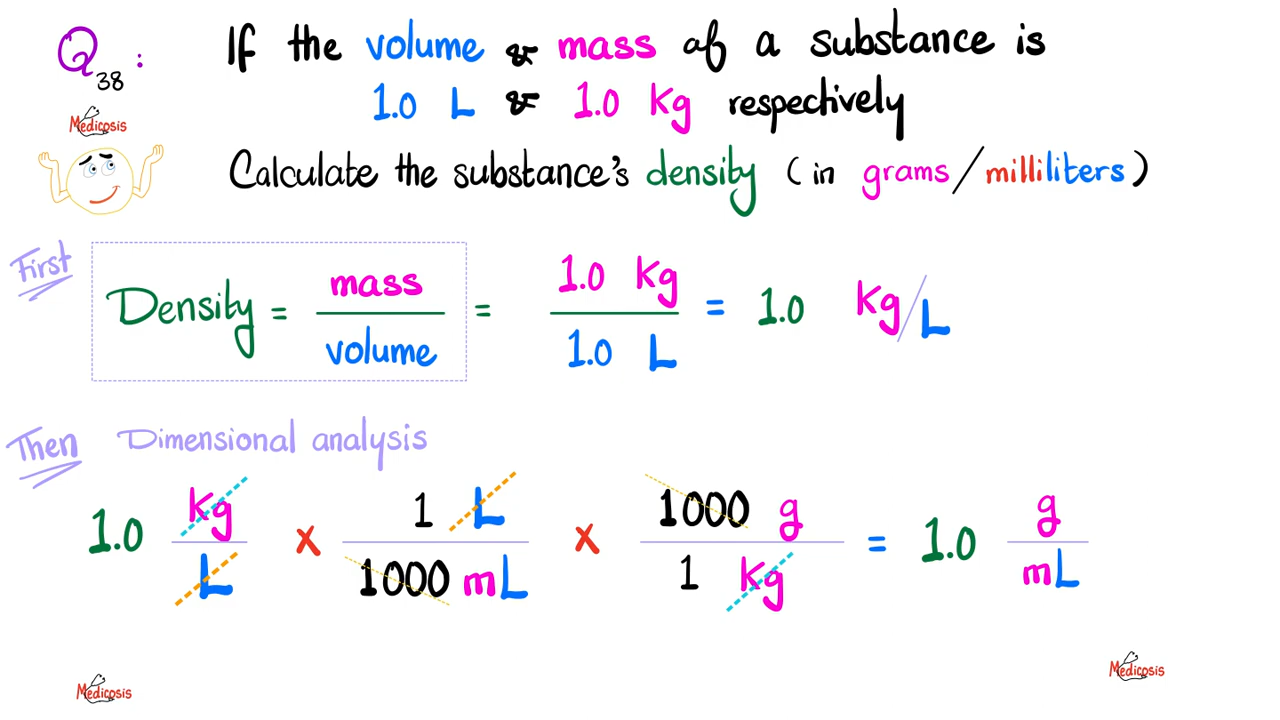 Q38 :
If the volume & mass of a substance is
1.0 L & 1.0 Kg respectively
Medicosis
Calculate the substance's density ( in grams / milliliters )
First
Density = mass / volume = 1.0 Kg / 1.0 L = 1.0 Kg/L
Then Dimensional analysis
1.0 Kg / L x 1 L / 1000 mL x 1000 g / 1 Kg = 1.0 g / mL
Medicosis
Medicosis